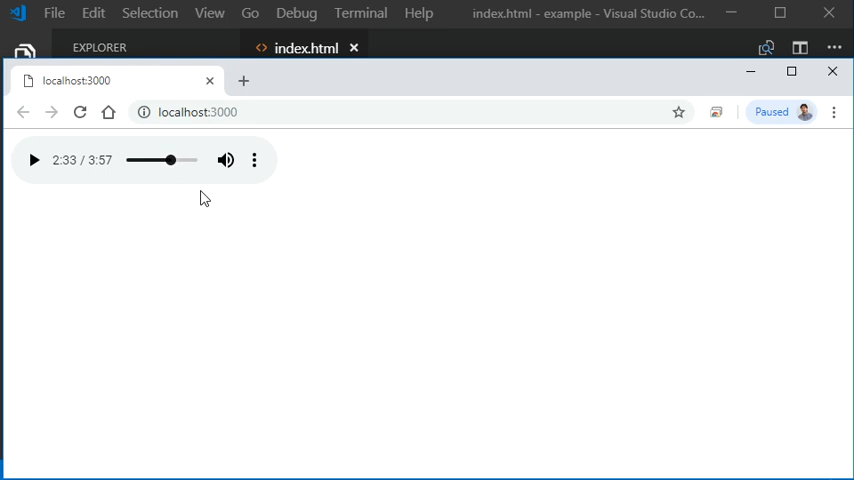 File Edit Selection View Go Debug Terminal Help index.html - example - Visual Studio Co...
EXPLORER index.html
localhost:3000
localhost:3000 Paused
2:33 / 3:57